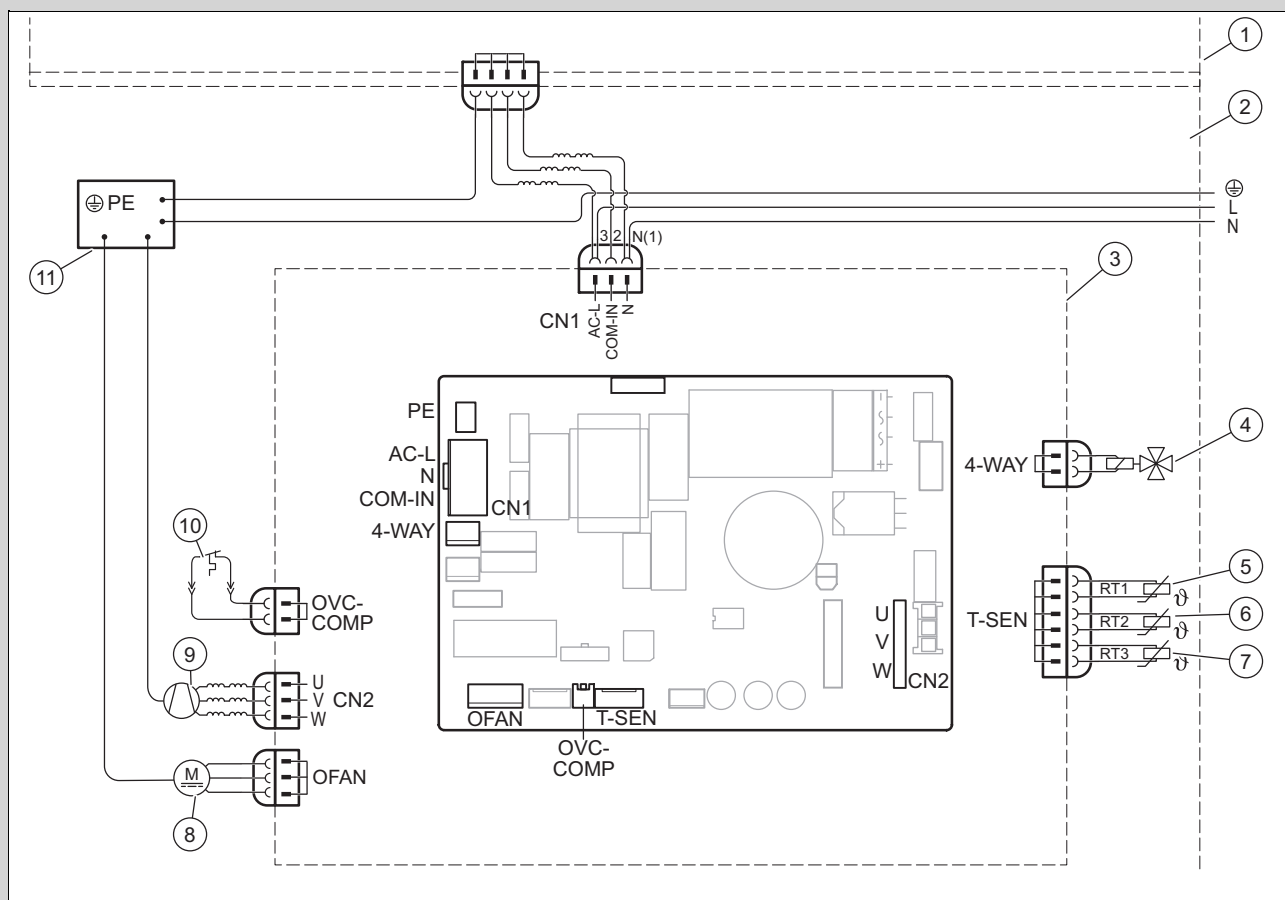 1
2
⏚ PE
⏚
L
N
3 2 N(1)
11
3
CN1
AC-L
COM-IN
N
PE
AC-L
N
COM-IN
CN1
4-WAY
4-WAY
4
10
OVC-
COMP
T-SEN
RT1
ϑ
5
RT2
ϑ
6
RT3
ϑ
7
U
V
W
CN2
9
U
V
W
CN2
OFAN
T-SEN
OVC-
COMP
M
OFAN
8